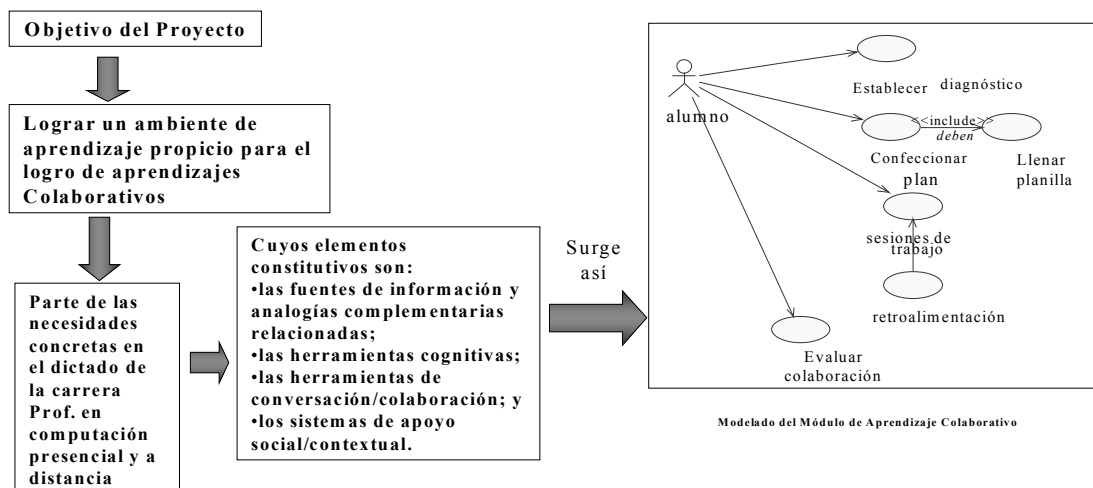 Objetivo del Proyecto
Lograr un ambiente de
aprendizaje propicio para el
logro de aprendizajes
Colaborativos
Parte de las
necesidades
concretas en
el dictado de
la carrera
Prof. en
computación
presencial y a
distancia
Cuyos elementos
constitutivos son:
•las fuentes de información y
analogías complementarias
relacionadas;
•las herramientas cognitivas;
•las herramientas de
conversación/colaboración; y
•los sistemas de apoyo
social/contextual.
Surge
así
alumno
Establecer diagnóstico
<<include>>
deben
Confeccionar
plan
Llenar
planilla
sesiones de
trabajo
retroalimentación
Evaluar
colaboración
Modelado del Módulo de Aprendizaje Colaborativo